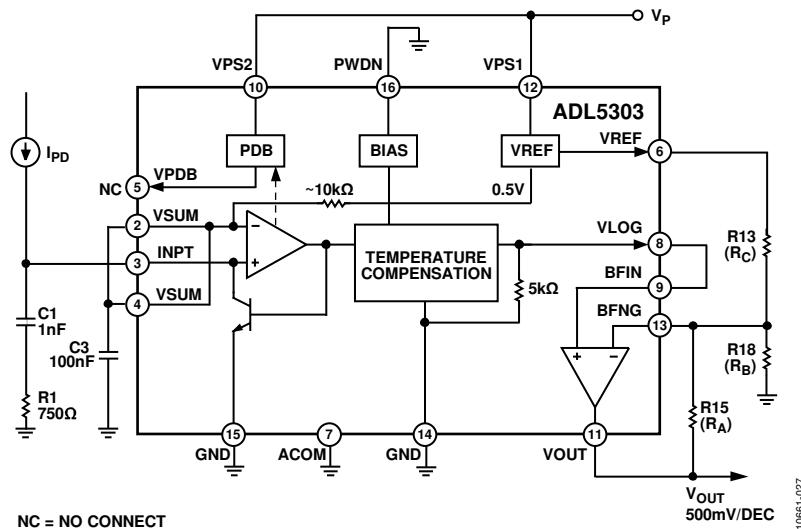 VP
VPS2
PWDN
VPS1
10
16
12
ADL5303
IPD
PDB
BIAS
VREF
VREF
6
VPDB
NC
5
~10kΩ
0.5V
2
VSUM
–
VLOG
8
R13
(RC)
3
INPT
+
TEMPERATURE
COMPENSATION
BFIN
9
4
VSUM
5kΩ
BFNG
13
C1
1nF
C3
100nF
+
–
R18
(RB)
R1
750Ω
R15
(RA)
15
7
14
11
GND
ACOM
GND
VOUT
VOUT
500mV/DEC
NC = NO CONNECT
10661-027